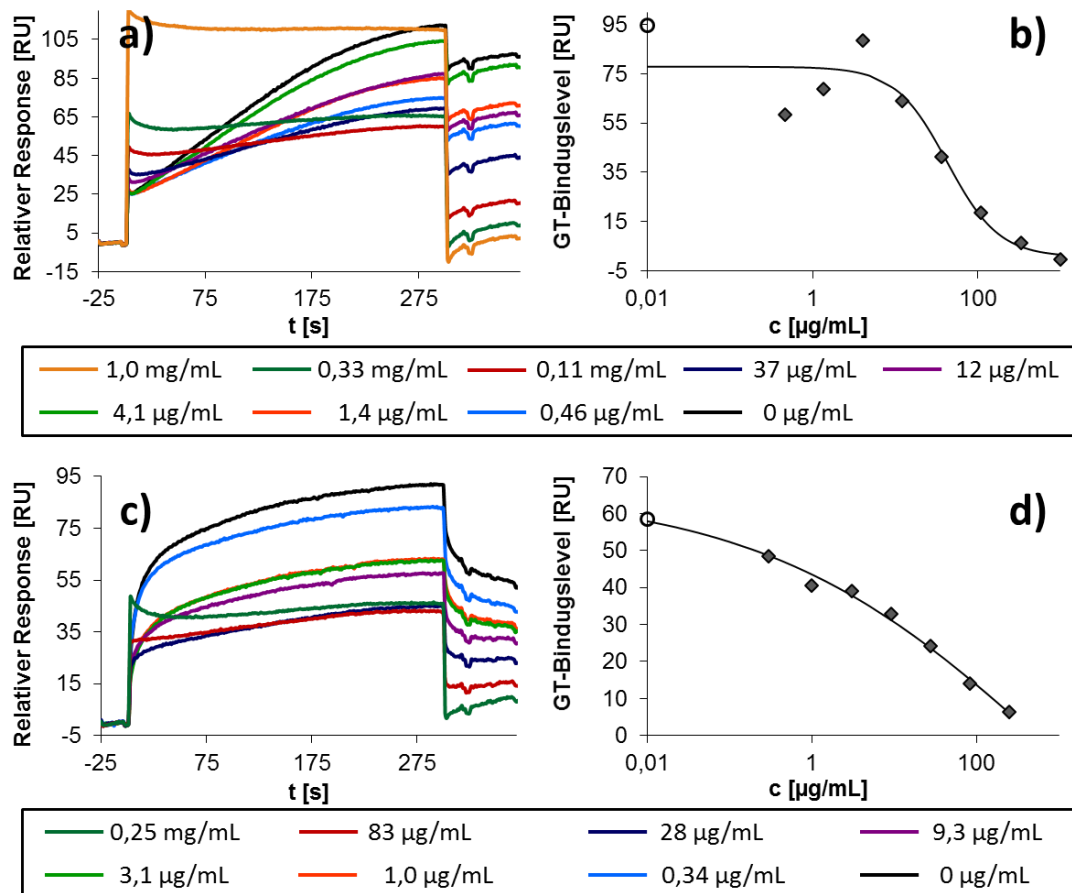 a)
Relativer Response [RU]
105
85
65
45
25
5
-15
-25 75 175 275
t [s]
b)
GT-Bindugslevel [RU]
95
75
55
35
15
-5
0,01 1 100
c [µg/mL]
1,0 mg/mL 0,33 mg/mL 0,11 mg/mL 37 µg/mL 12 µg/mL
4,1 µg/mL 1,4 µg/mL 0,46 µg/mL 0 µg/mL
c)
Relativer Response [RU]
95
75
55
35
15
-5
-25 75 175 275
t [s]
d)
GT-Bindugslevel [RU]
70
60
50
40
30
20
10
0
0,01 1 100
c [µg/mL]
0,25 mg/mL 83 µg/mL 28 µg/mL 9,3 µg/mL
3,1 µg/mL 1,0 µg/mL 0,34 µg/mL 0 µg/mL